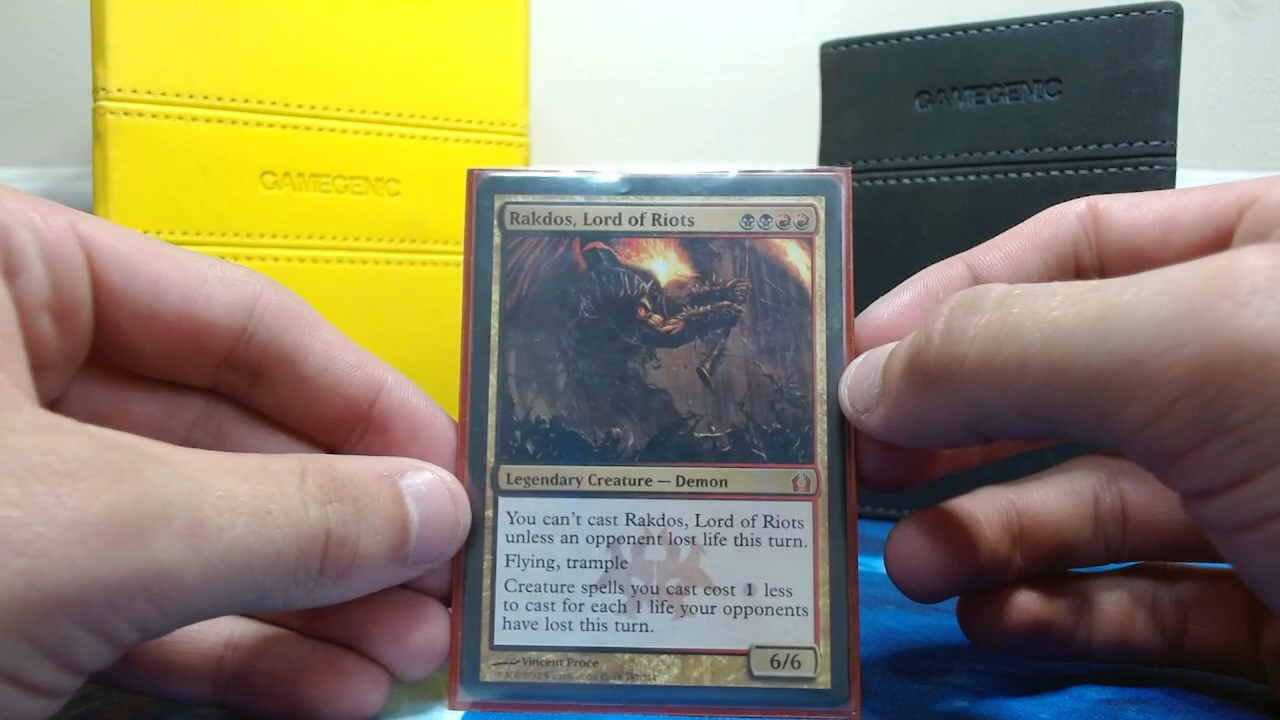 GAMEGENIC
GAMEGENIC
Rakdos, Lord of Riots
Legendary Creature — Demon
You can't cast Rakdos, Lord of Riots
unless an opponent lost life this turn.
Flying, trample
Creature spells you cast cost 1 less
to cast for each 1 life your opponents
have lost this turn.
6/6
Vincent Proce